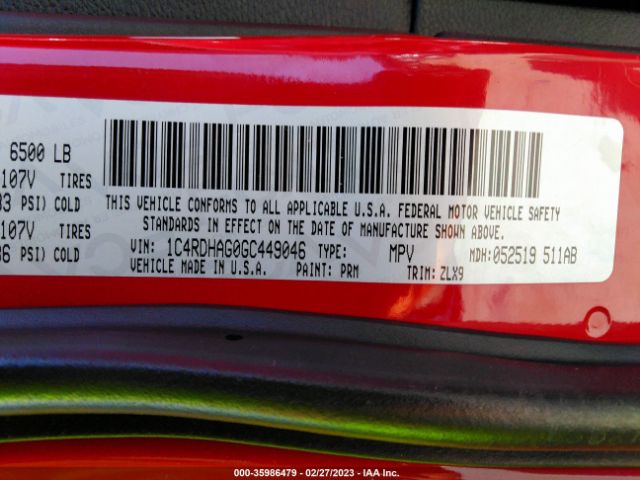 6500 LB
107V TIRES
33 PSI) COLD
107V TIRES
36 PSI) COLD
THIS VEHICLE CONFORMS TO ALL APPLICABLE U.S.A. FEDERAL MOTOR VEHICLE SAFETY
STANDARDS IN EFFECT ON THE DATE OF MANUFACTURE SHOWN ABOVE.
VIN: 1C4RDHAG0GC449046 TYPE: MPV MDH:052519 511AB
VEHICLE MADE IN U.S.A. PAINT: PRM TRIM: ZLX9
000-35986479 - 02/27/2023 - IAA Inc.